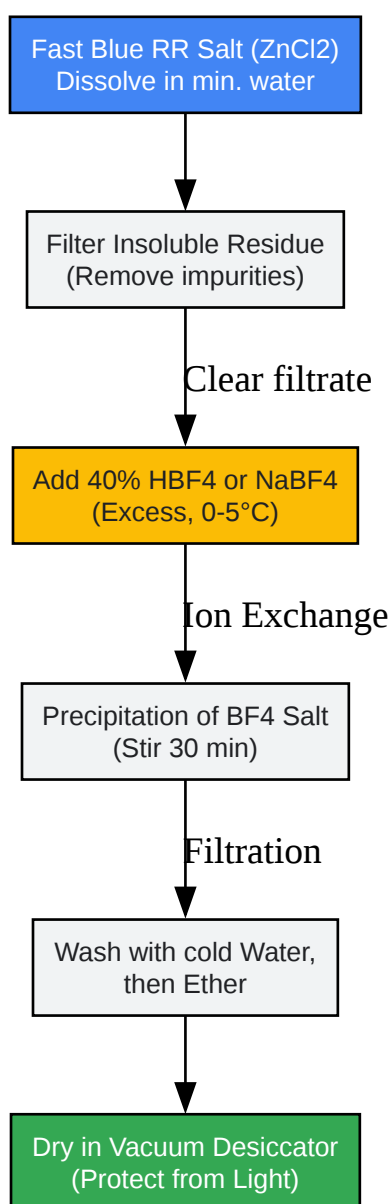 Fast Blue RR Salt (ZnCl2)
Dissolve in min. water
Filter Insoluble Residue
(Remove impurities)
Clear filtrate
Add 40% HBF4 or NaBF4
(Excess, 0-5°C)
Ion Exchange
Precipitation of BF4 Salt
(Stir 30 min)
Filtration
Wash with cold Water,
then Ether
Dry in Vacuum Desiccator
(Protect from Light)